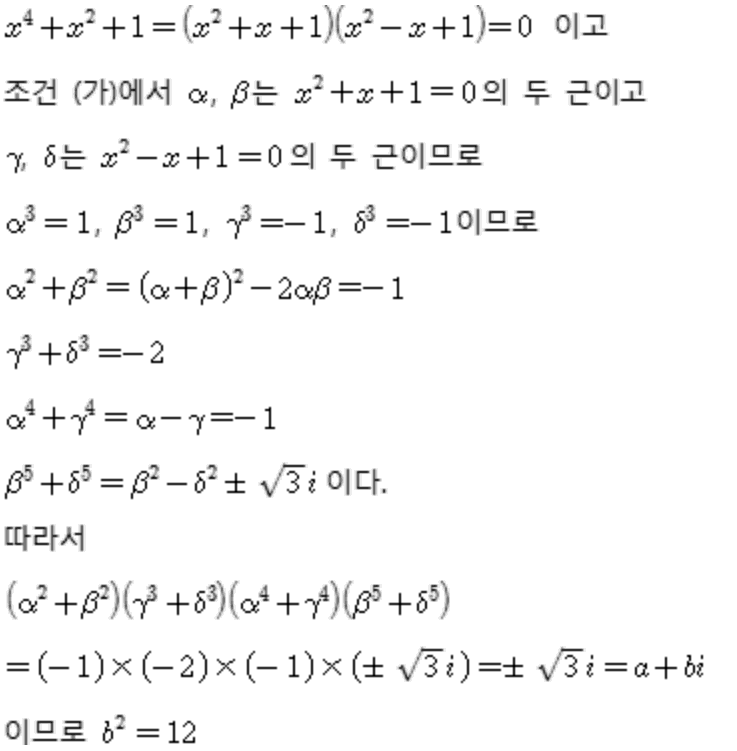 x⁴+x²+1=(x²+x+1)(x²−x+1)=0 이고
조건 (가)에서 α, β는 x²+x+1=0의 두 근이고
γ, δ는 x²−x+1=0의 두 근이므로
α³=1, β³=1, γ³=−1, δ³=−1이므로
α²+β²=(α+β)²−2αβ=−1
γ³+δ³=−2
α⁴+γ⁴=α−γ=−1
β⁵+δ⁵=β²−δ²± √3i 이다.
따라서
(α²+β²)(γ³+δ³)(α⁴+γ⁴)(β⁵+δ⁵)
=(−1)×(−2)×(−1)×(± √3i)=± √3i=a+bi
이므로 b²=12